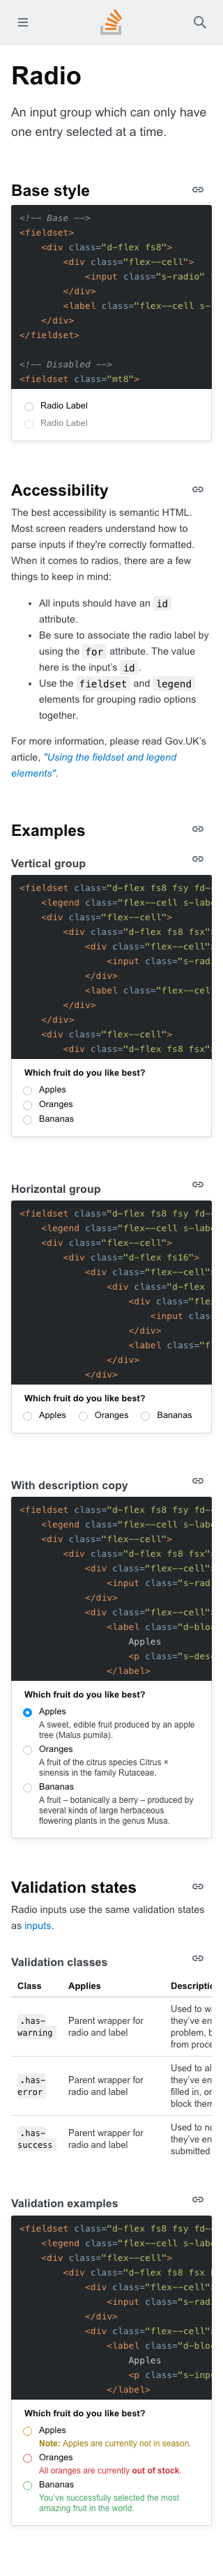 Radio
An input group which can only have
one entry selected at a time.
Base style
<!-- Base -->
<fieldset>
<div class="d-flex fs8">
<div class="flex--cell">
<input class="s-radio"
</div>
<label class="flex--cell s-
</div>
</fieldset>
<!-- Disabled -->
<fieldset class="mt8">
Radio Label
Radio Label
Accessibility
The best accessibility is semantic HTML.
Most screen readers understand how to
parse inputs if they're correctly formatted.
When it comes to radios, there are a few
things to keep in mind:
• All inputs should have an id
attribute.
• Be sure to associate the radio label by
using the for attribute. The value
here is the input's id.
• Use the fieldset and legend
elements for grouping radio options
together.
For more information, please read Gov.UK's
article, "Using the fieldset and legend
elements".
Examples
Vertical group
<fieldset class="d-flex fs8 fsy fd-
<legend class="flex--cell s-lab
<div class="flex--cell">
<div class="d-flex fs8 fsx"
<div class="flex--cell"
<input class="s-rad
</div>
<label class="flex--cel
</div>
</div>
<div class="flex--cell">
<div class="d-flex fs8 fsx"
Which fruit do you like best?
Apples
Oranges
Bananas
Horizontal group
<fieldset class="d-flex fs8 fsy fd-
<legend class="flex--cell s-lab
<div class="flex--cell">
<div class="d-flex fs16">
<div class="flex--cell"
<div class="d-flex
<div class="fle
<input clas
</div>
<label class="f
</div>
</div>
Which fruit do you like best?
Apples Oranges Bananas
With description copy
<fieldset class="d-flex fs8 fsy fd-
<legend class="flex--cell s-lab
<div class="flex--cell">
<div class="d-flex fs8 fsx"
<div class="flex--cell"
<input class="s-rad
</div>
<div class="flex--cell"
<label class="d-blo
Apples
<p class="s-des
</label>
Which fruit do you like best?
Apples
A sweet, edible fruit produced by an apple
tree (Malus pumila).
Oranges
A fruit of the citrus species Citrus ×
sinensis in the family Rutaceae.
Bananas
A fruit – botanically a berry – produced by
several kinds of large herbaceous
flowering plants in the genus Musa.
Validation states
Radio inputs use the same validation states
as inputs.
Validation classes
Class Applies Descriptio
.has-warning Parent wrapper for radio and label Used to wa they've en problem, b from proce
.has-error Parent wrapper for radio and label Used to al they've en filled in, or block them
.has-success Parent wrapper for radio and label Used to no they've en submitted
Validation examples
<fieldset class="d-flex fs8 fsy fd-
<legend class="flex--cell s-lab
<div class="flex--cell">
<div class="d-flex fs8 fsx
<div class="flex--cell"
<input class="s-rad
</div>
<div class="flex--cell"
<label class="d-blo
Apples
<p class="s-inp
</label>
Which fruit do you like best?
Apples
Note: Apples are currently not in season.
Oranges
All oranges are currently out of stock.
Bananas
You've successfully selected the most
amazing fruit in the world.